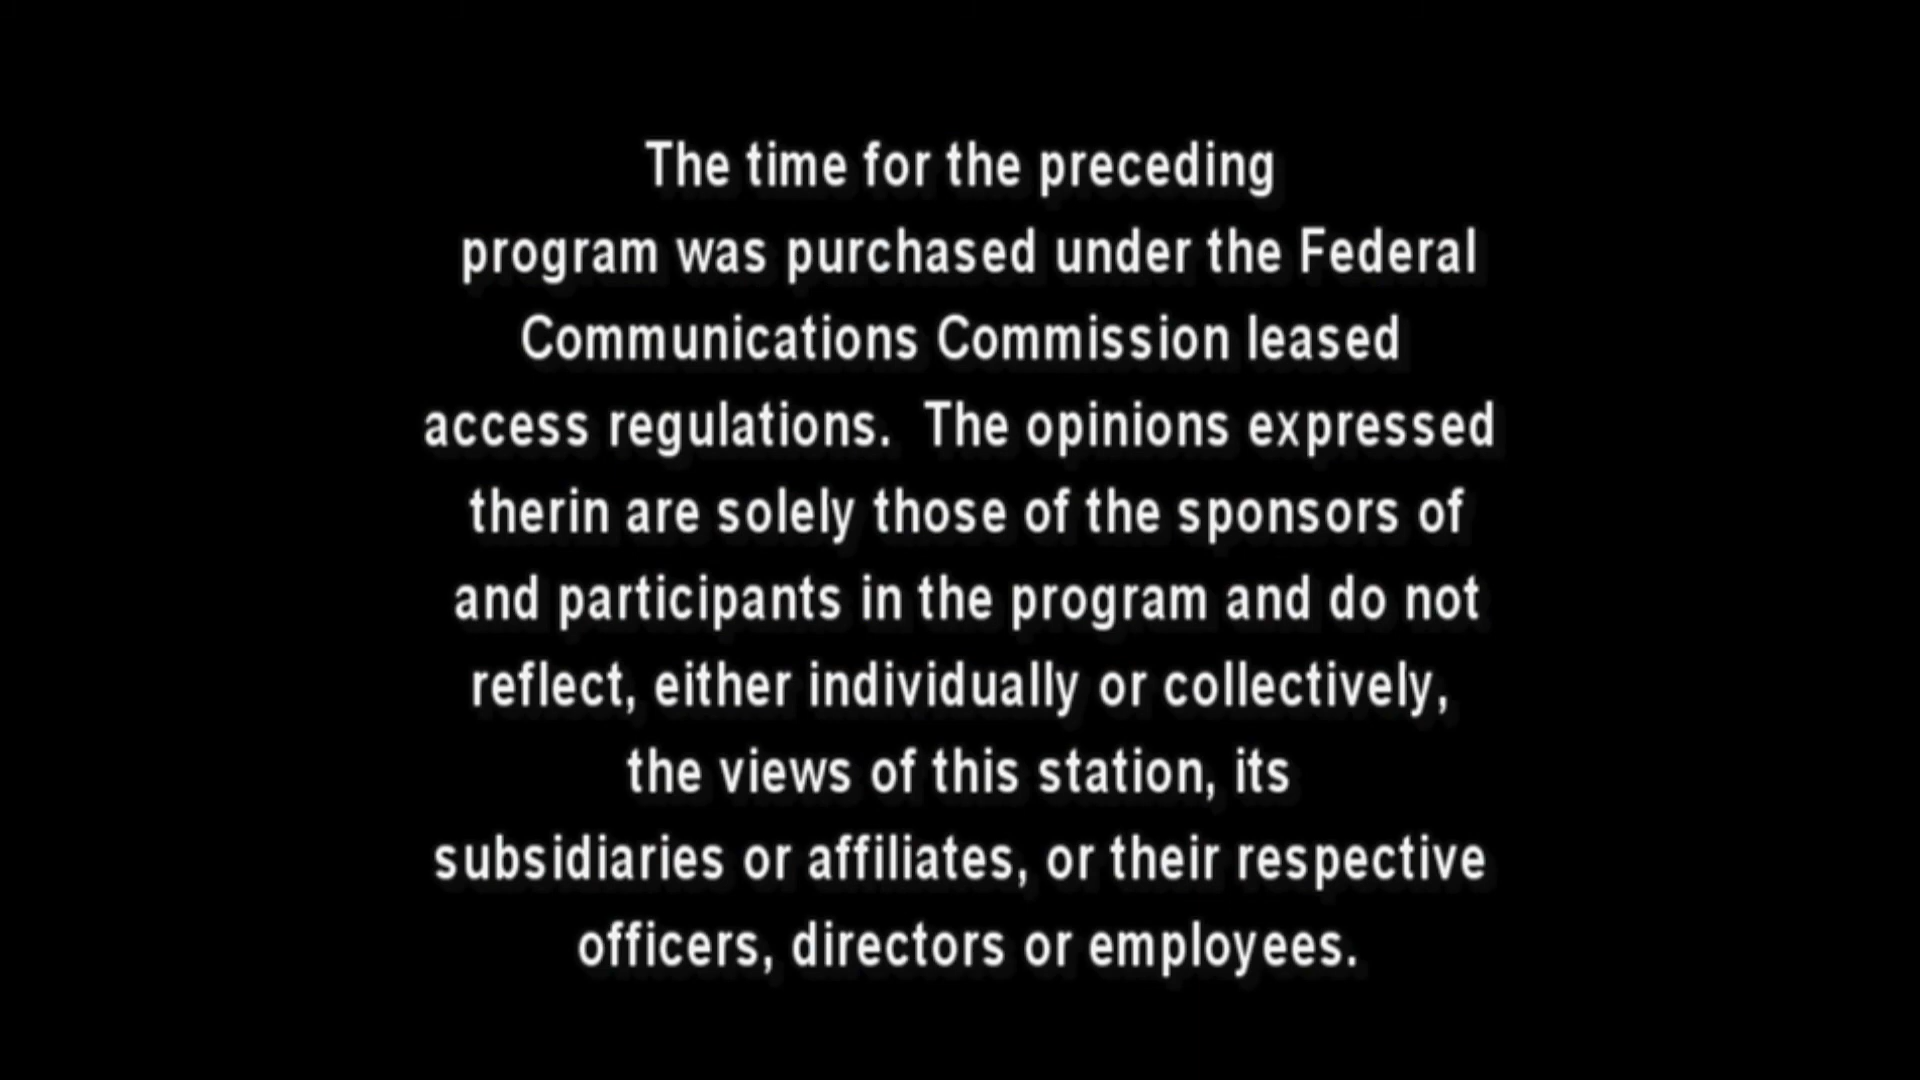 The time for the preceding
program was purchased under the Federal
Communications Commission leased
access regulations.  The opinions expressed
therin are solely those of the sponsors of
and participants in the program and do not
reflect, either individually or collectively,
the views of this station, its
subsidiaries or affiliates, or their respective
officers, directors or employees.